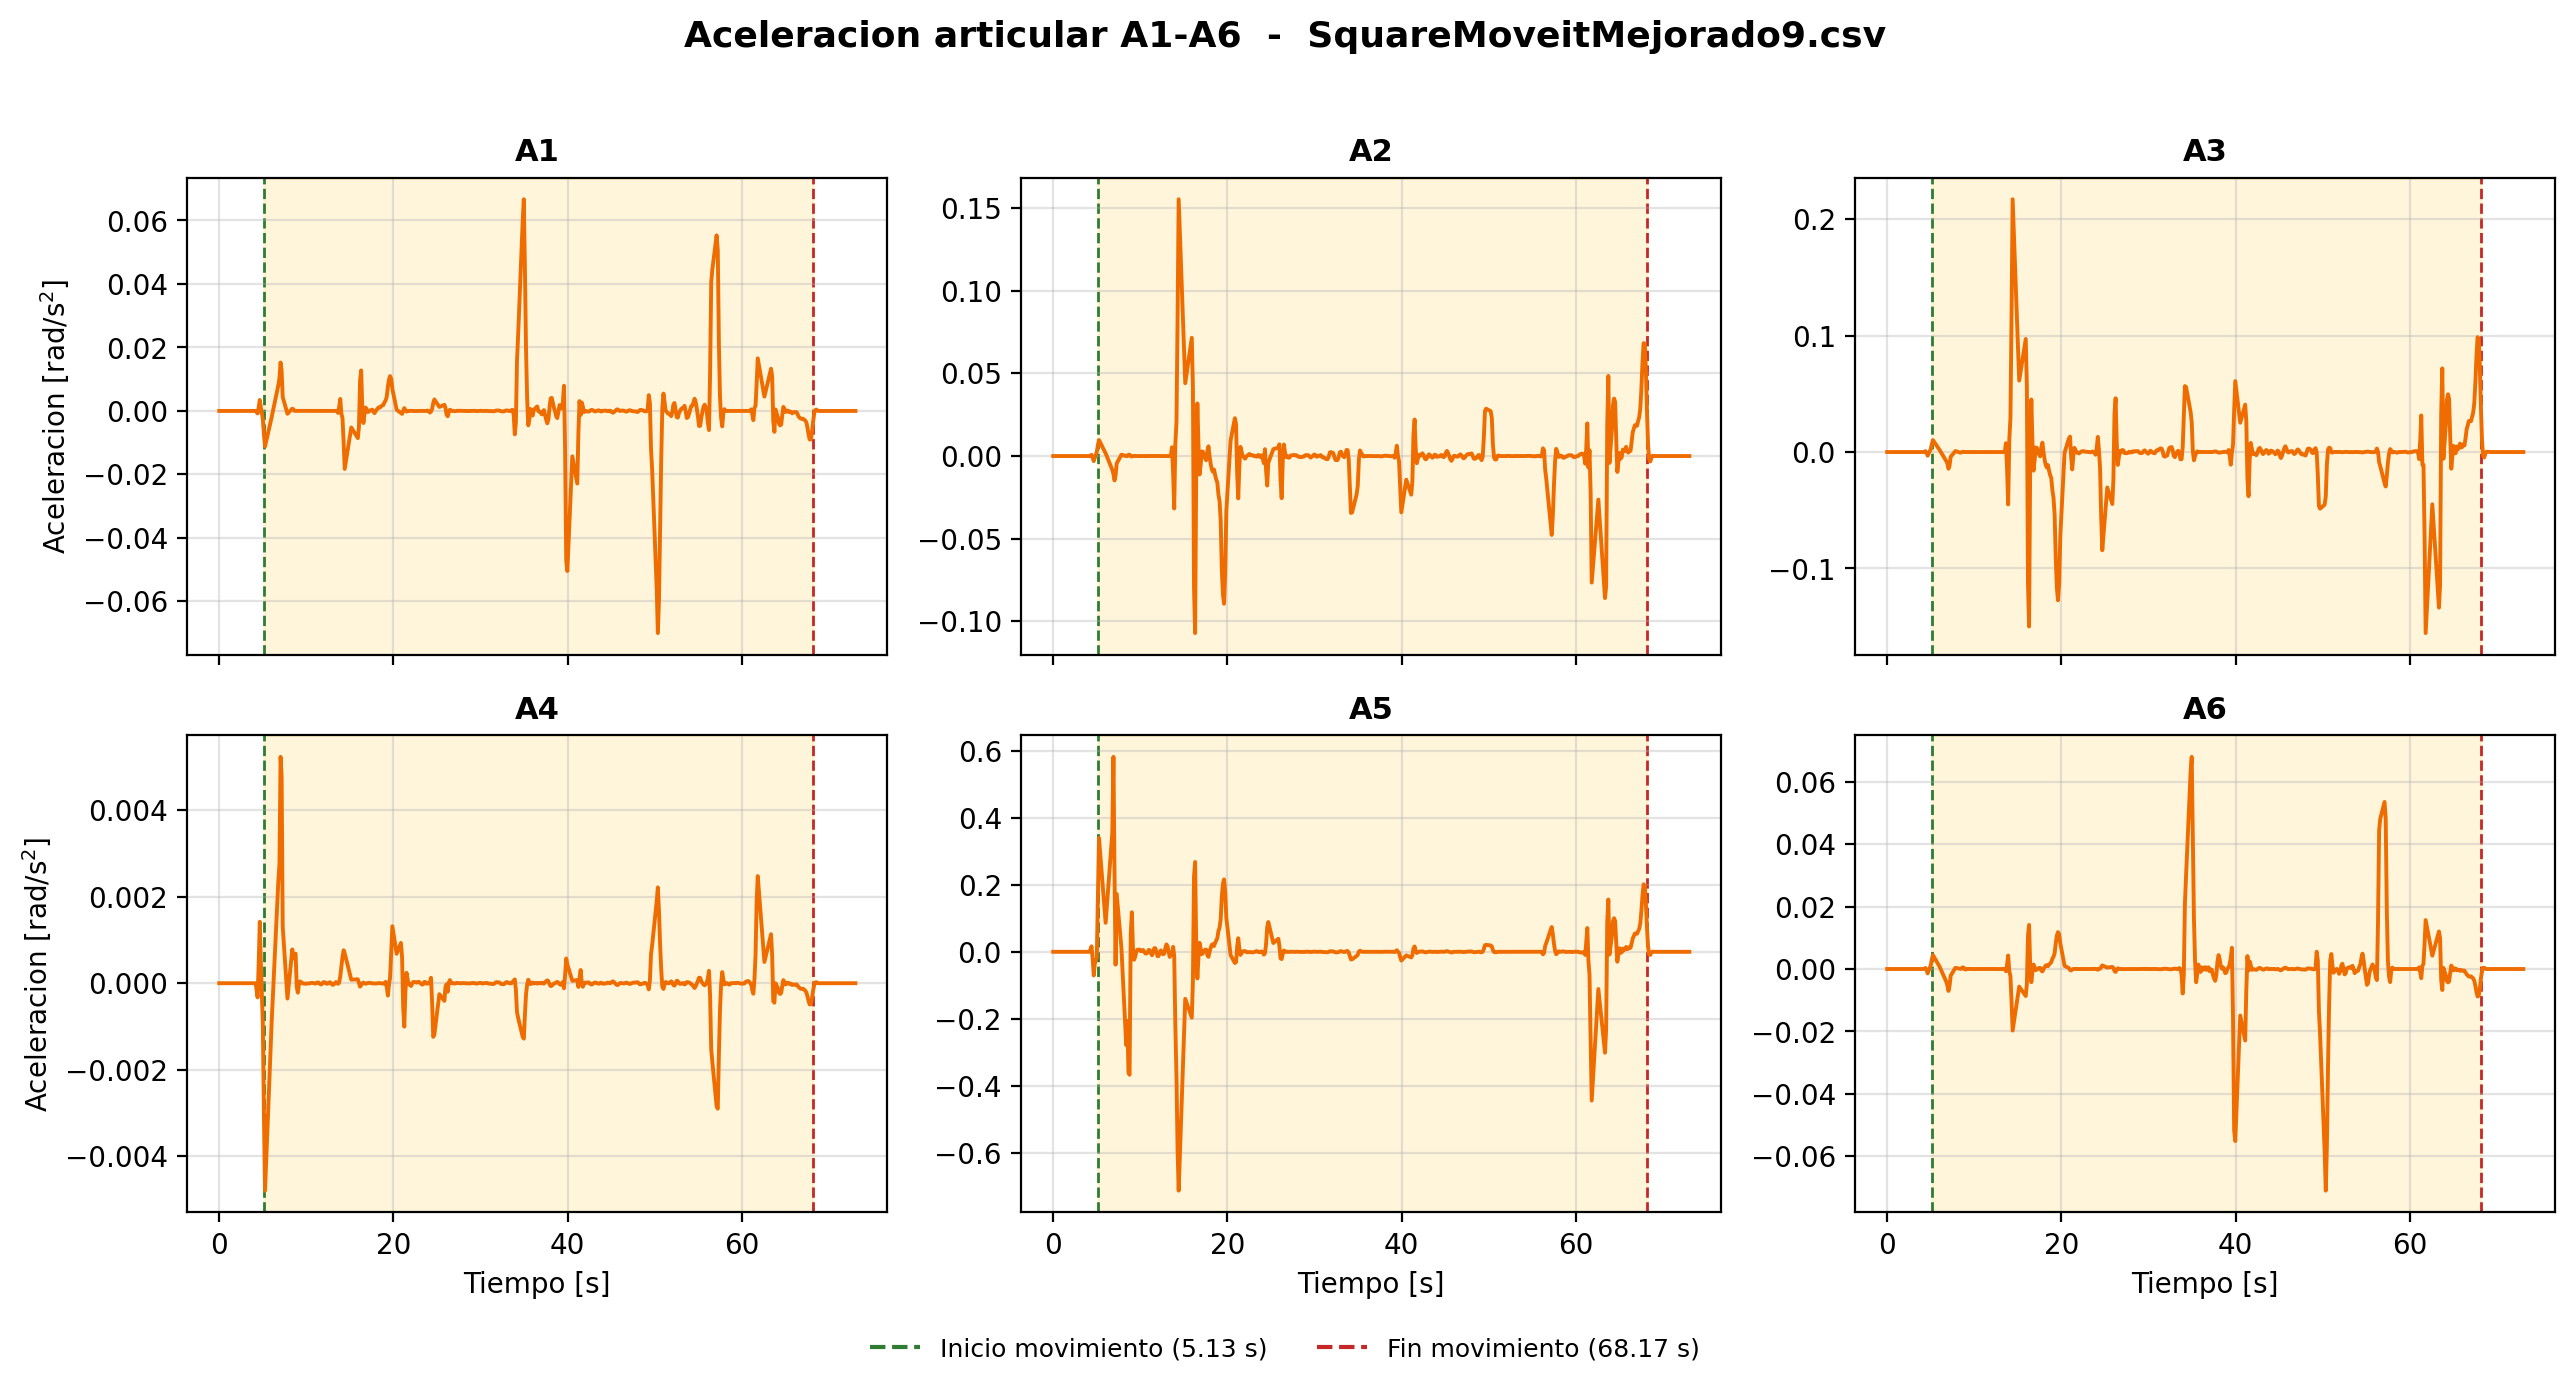 Aceleracion articular A1-A6  -  SquareMoveitMejorado9.csv
A1
A2
A3
Aceleracion [rad/s²]
0.06
0.04
0.02
0.00
−0.02
−0.04
−0.06
0.15
0.10
0.05
0.00
−0.05
−0.10
0.2
0.1
0.0
−0.1
A4
A5
A6
Aceleracion [rad/s²]
0.004
0.002
0.000
−0.002
−0.004
0 20 40 60
Tiempo [s]
0.6
0.4
0.2
0.0
−0.2
−0.4
−0.6
0 20 40 60
Tiempo [s]
0.06
0.04
0.02
0.00
−0.02
−0.04
−0.06
0 20 40 60
Tiempo [s]
Inicio movimiento (5.13 s)
Fin movimiento (68.17 s)